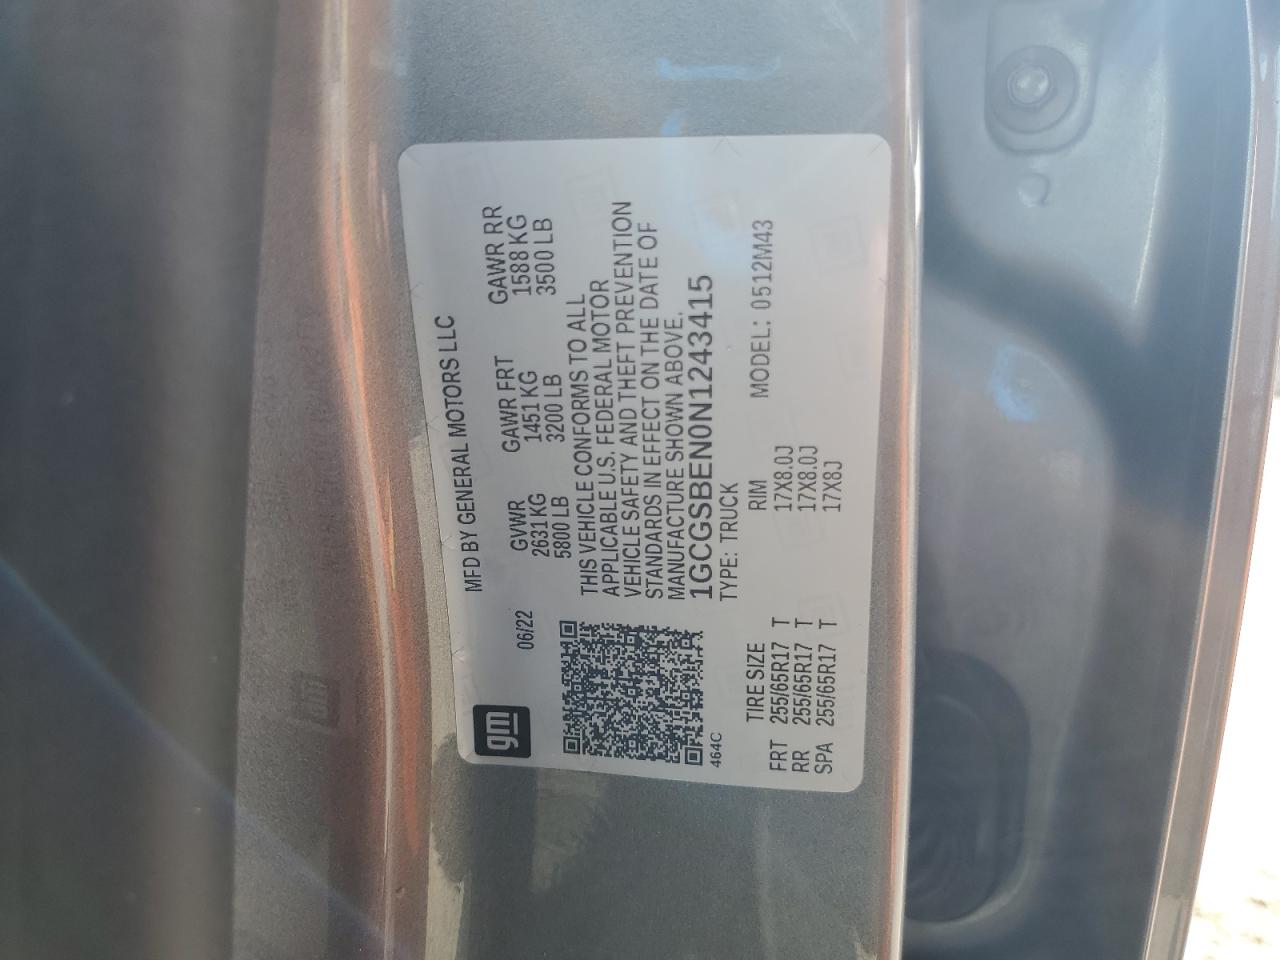 gm
MFD BY GENERAL MOTORS LLC
06/22
GVWR GAWR FRT GAWR RR
2631 KG 1451 KG 1588 KG
5800 LB 3200 LB 3500 LB
THIS VEHICLE CONFORMS TO ALL
APPLICABLE U.S. FEDERAL MOTOR
VEHICLE SAFETY AND THEFT PREVENTION
STANDARDS IN EFFECT ON THE DATE OF
MANUFACTURE SHOWN ABOVE.
1GCGSBEN0N1243415
464C
TYPE: TRUCK
TIRE SIZE RIM MODEL: 0512M43
FRT 255/65R17 T 17X8.0J
RR 255/65R17 T 17X8.0J
SPA 255/65R17 T 17X8J